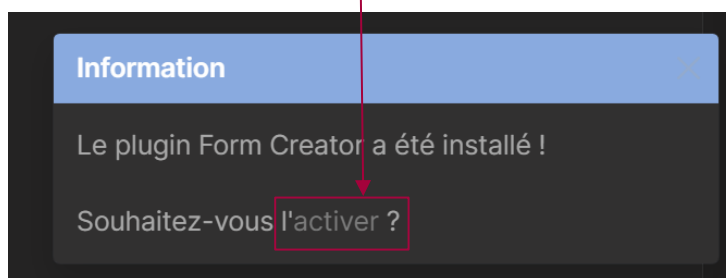 Information
Le plugin Form Creator a été installé !
Souhaitez-vous l'activer ?